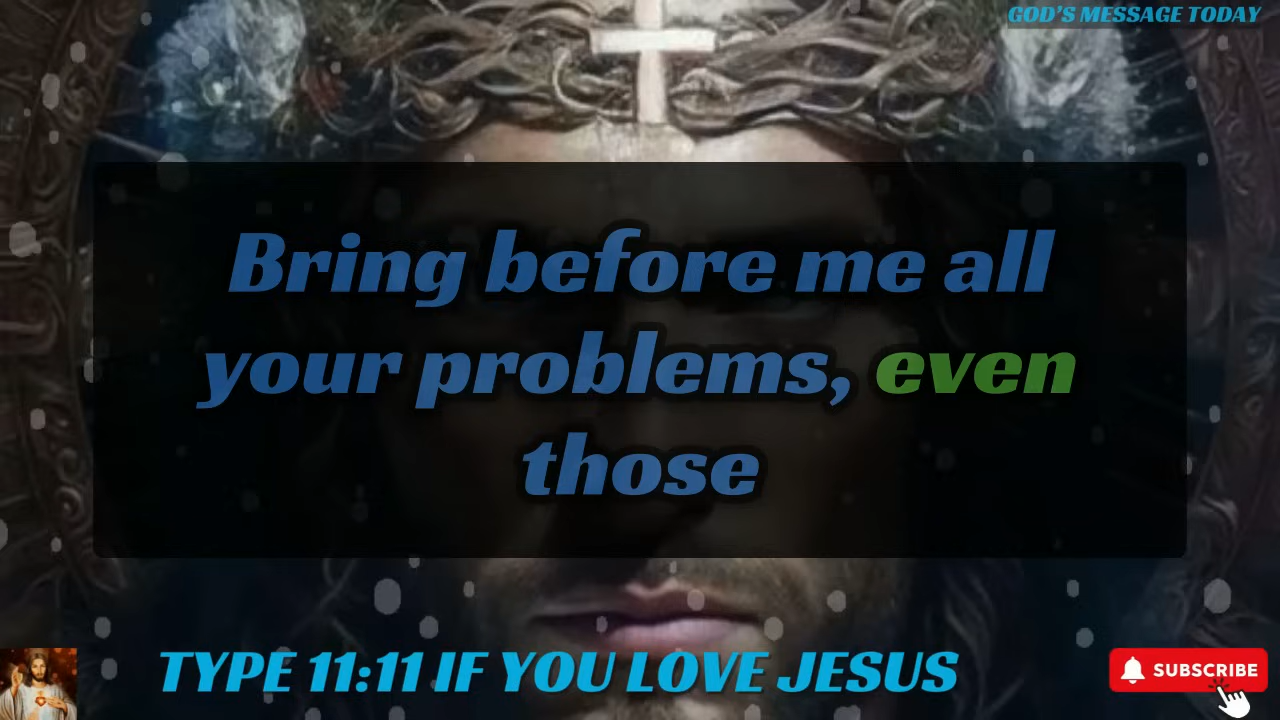 GOD'S MESSAGE TODAY
Bring before me all
your problems, even
those
TYPE 11:11 IF YOU LOVE JESUS
SUBSCRIBE